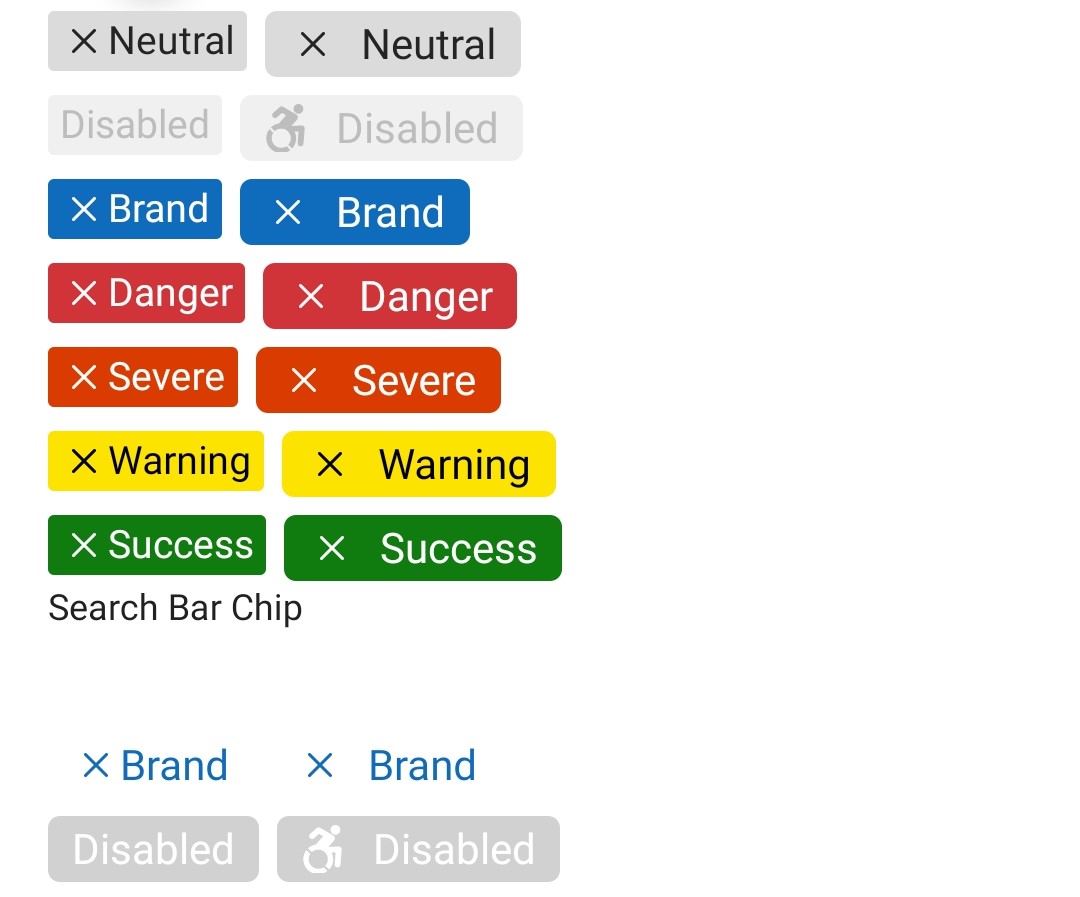 Neutral Neutral
Disabled Disabled
Brand Brand
Danger Danger
Severe Severe
Warning Warning
Success Success
Search Bar Chip
Brand Brand
Disabled Disabled